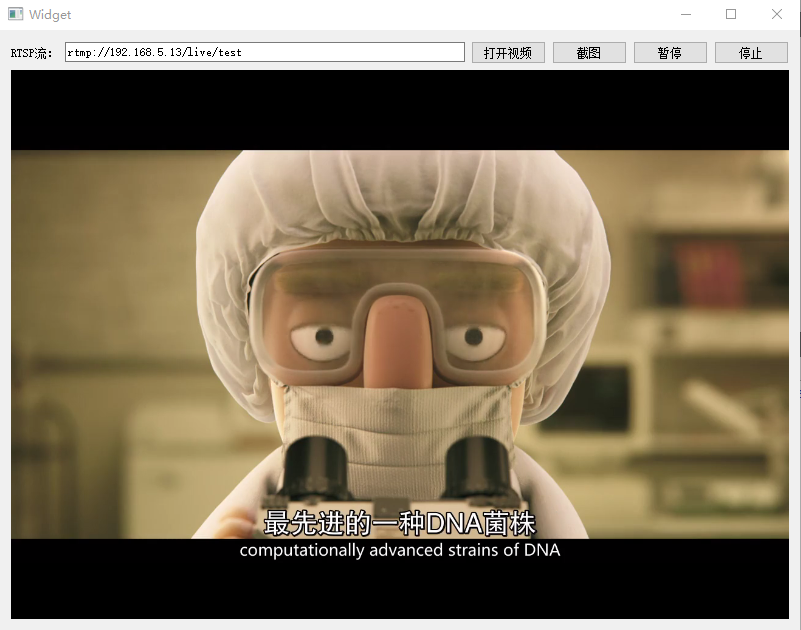 Widget
RTSP流： rtmp://192.168.5.13/live/test 打开视频 截图 暂停 停止
最先进的一种DNA菌株
computationally advanced strains of DNA